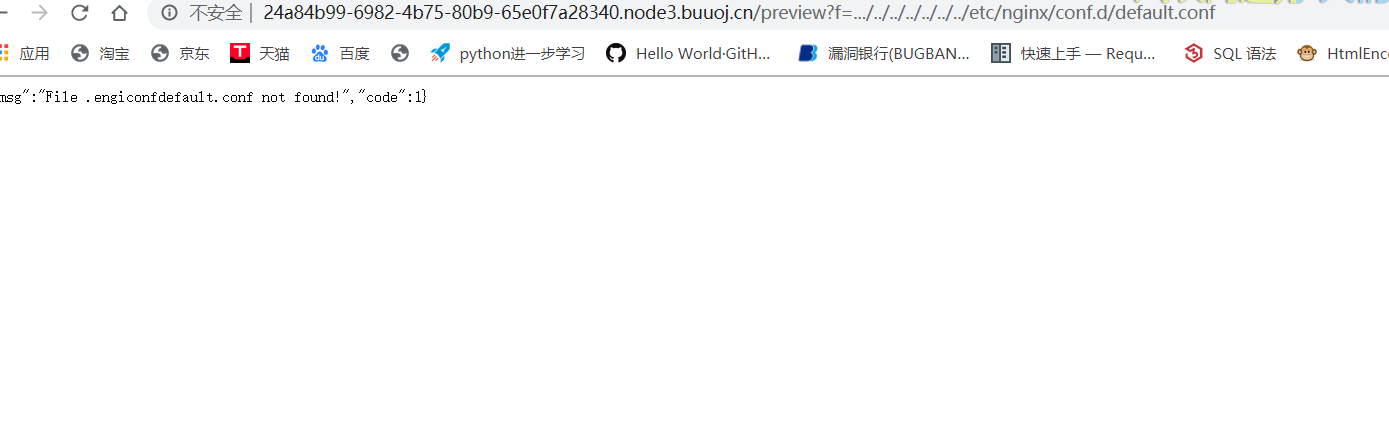 不安全 | 24a84b99-6982-4b75-80b9-65e0f7a28340.node3.buuoj.cn/preview?f=.../../../../../../../../etc/nginx/conf.d/default.conf
应用 淘宝 京东 T 天猫 百度 python进一步学习 Hello World·GitH... 漏洞银行(BUGBAN... 快速上手 — Requ... SQL 语法 HtmlEnc
msg":"File .engiconfdefault.conf not found!","code":1}